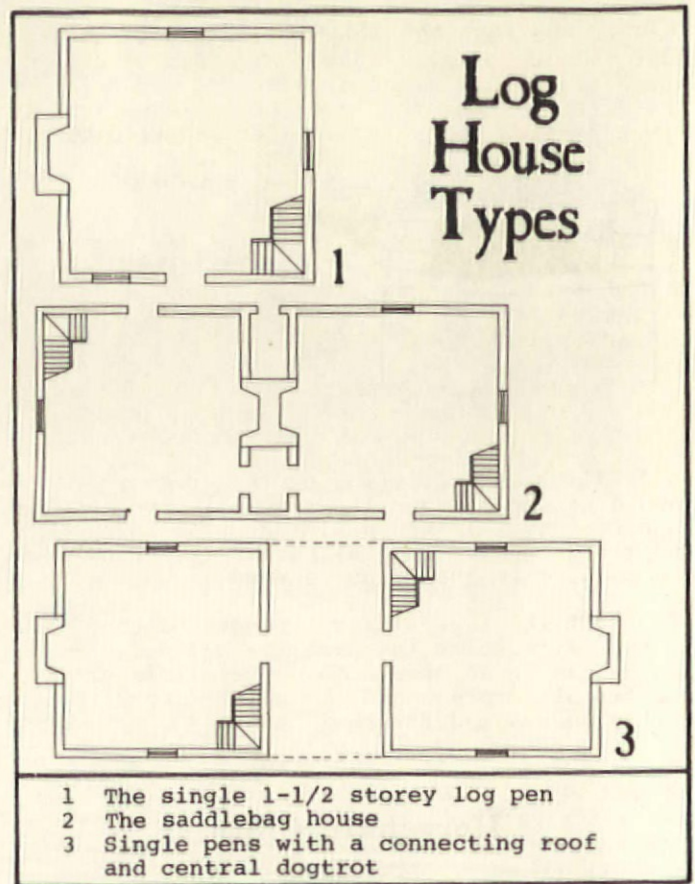 Log
House
Types
1
2
3
1 The single 1-1/2 storey log pen
2 The saddlebag house
3 Single pens with a connecting roof
and central dogtrot